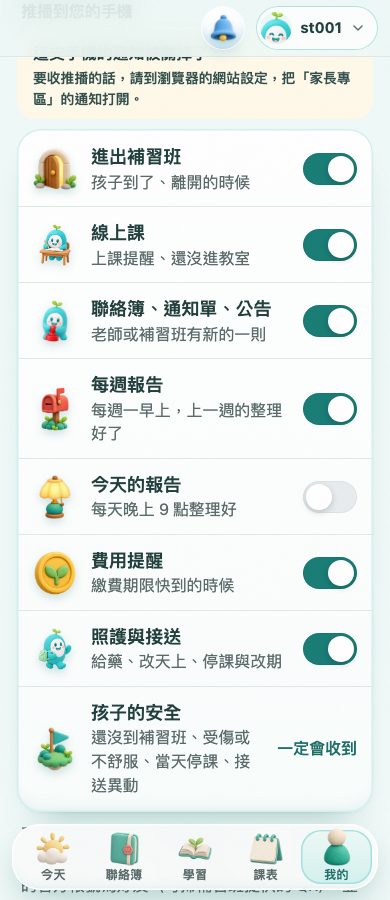 推播到您的手機
st001
要收推播的話，請到瀏覽器的網站設定，把「家長專
區」的通知打開。
進出補習班
孩子到了、離開的時候
線上課
上課提醒、還沒進教室
聯絡簿、通知單、公告
老師或補習班有新的一則
每週報告
每週一早上，上一週的整理
好了
今天的報告
每天晚上 9 點整理好
費用提醒
繳費期限快到的時候
照護與接送
給藥、改天上、停課與改期
孩子的安全
還沒到補習班、受傷或
不舒服、當天停課、接
送異動
一定會收到
今天
聯絡簿
學習
課表
我的